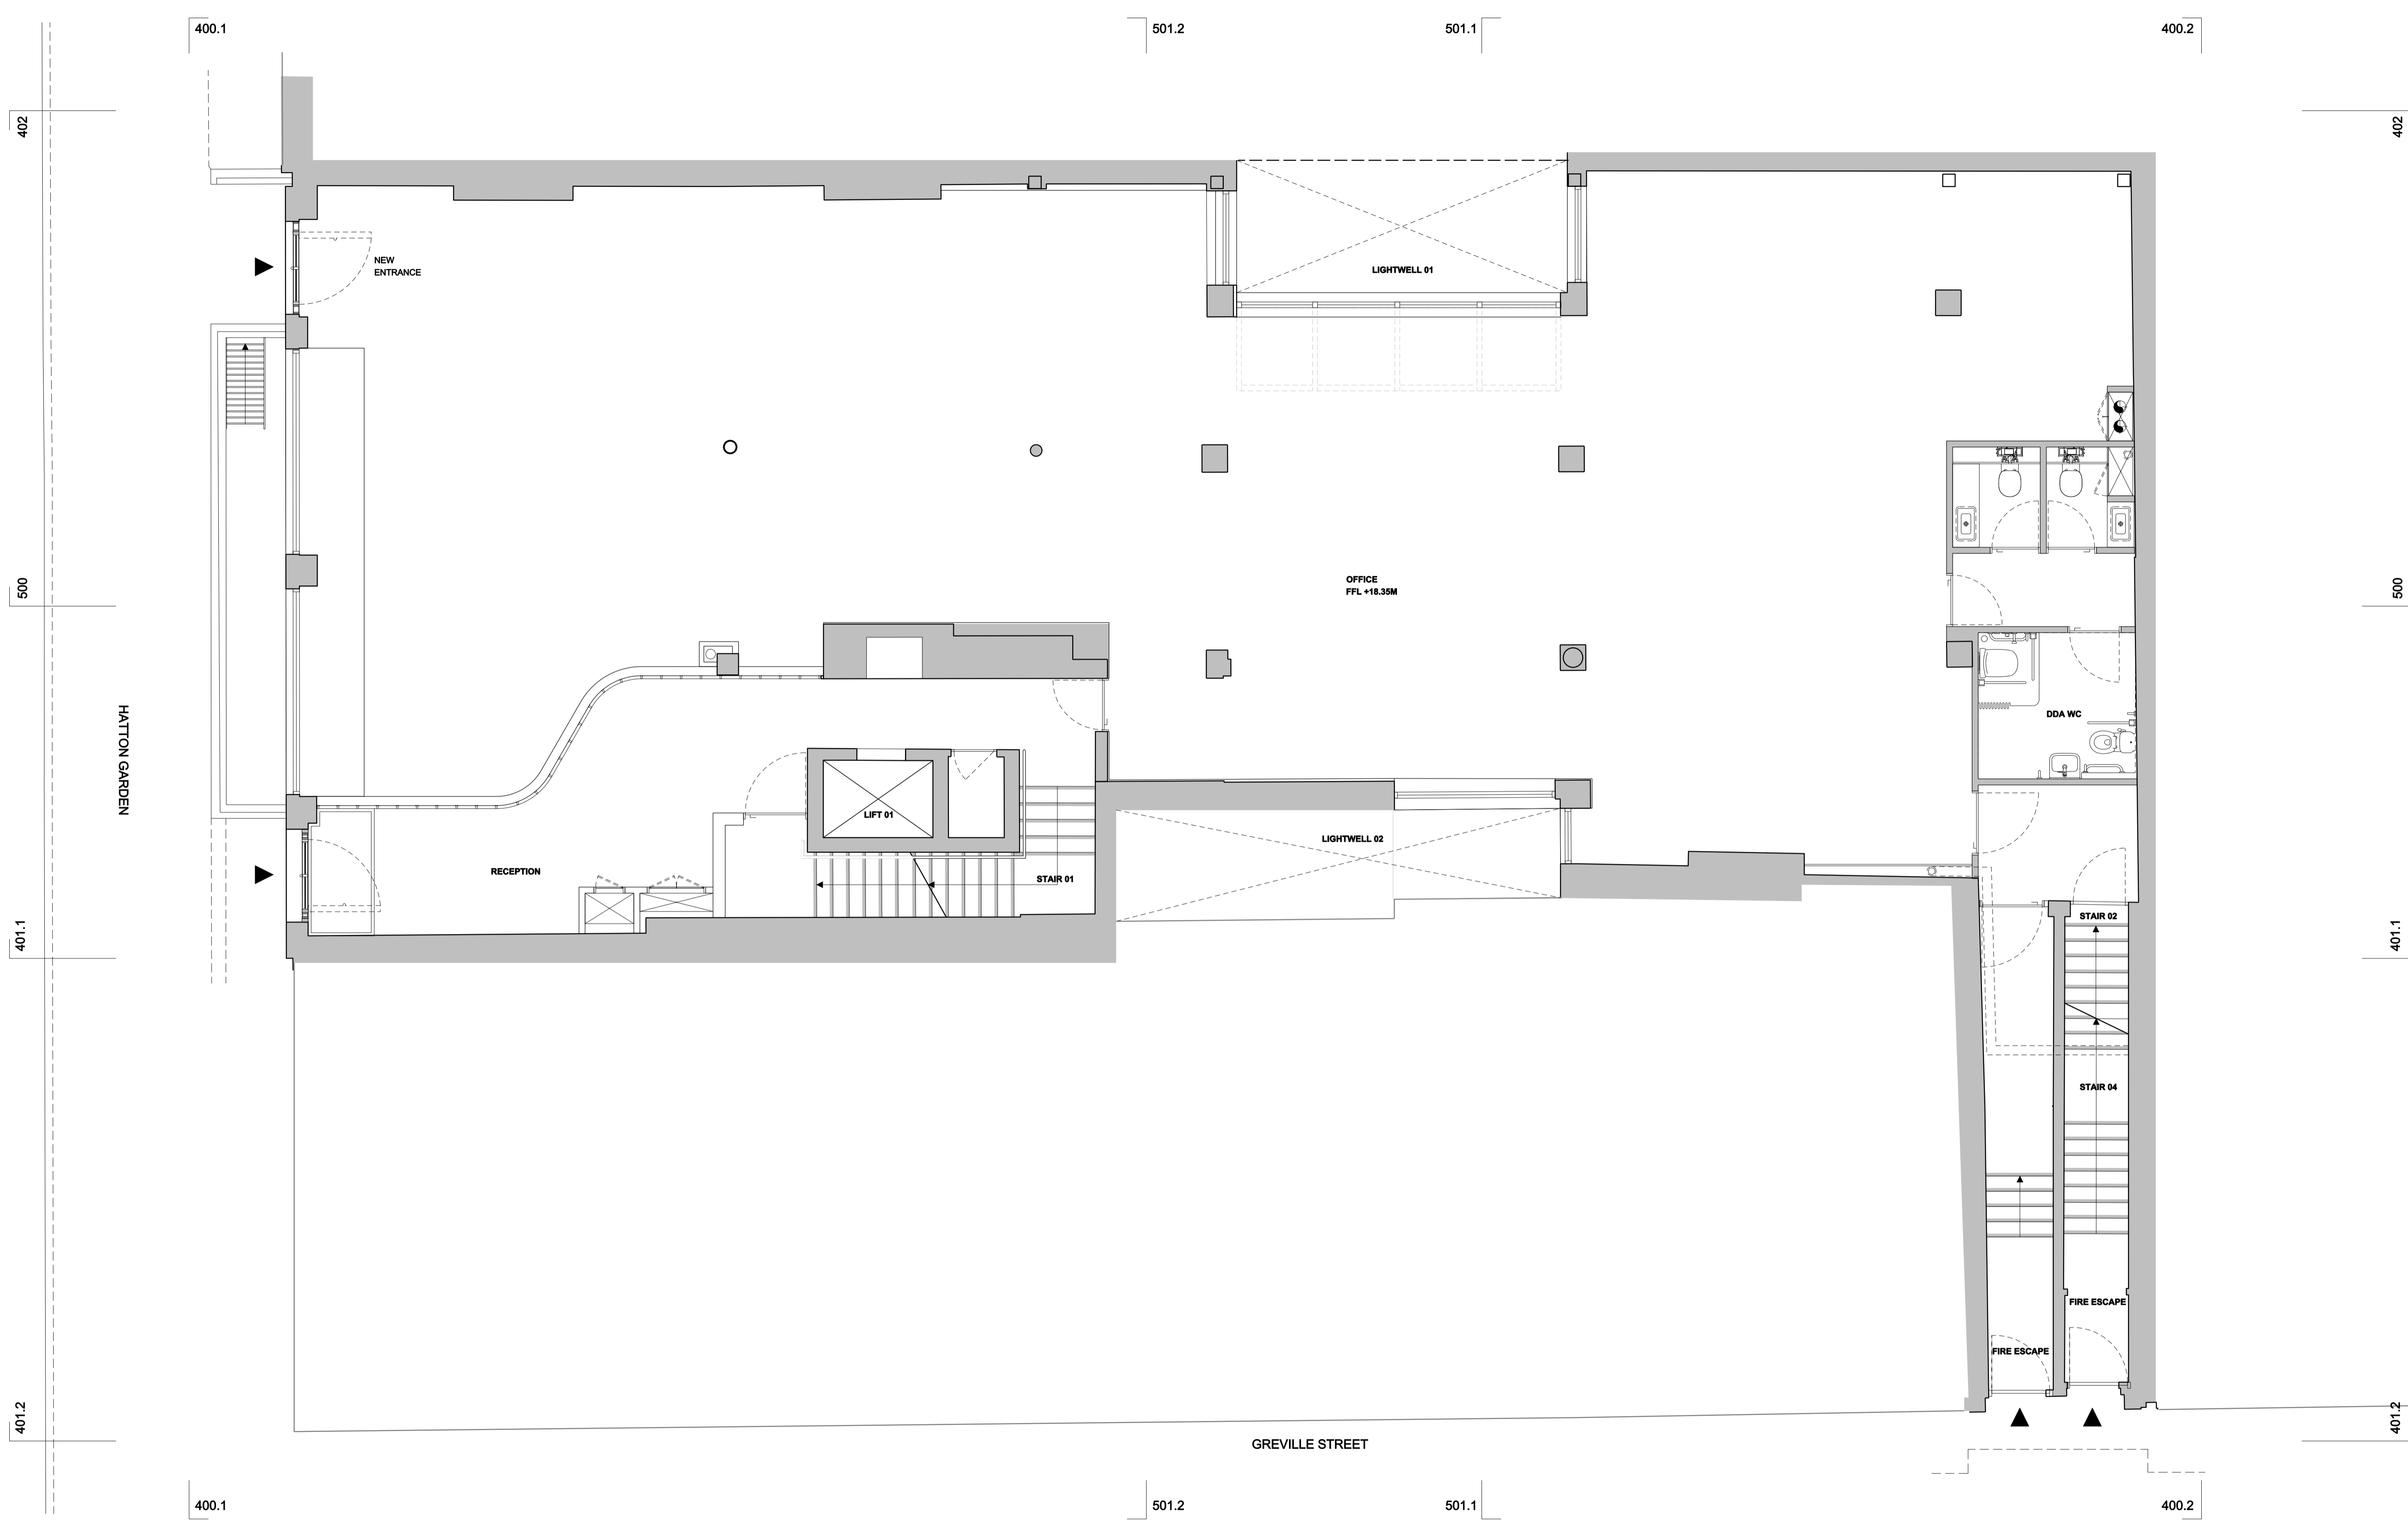 400.1
501.2
501.1
400.2
402
402
NEW
ENTRANCE
LIGHTWELL 01
500
OFFICE
FFL +18.35M
500
HATTON GARDEN
DDA WC
LIFT 01
LIGHTWELL 02
RECEPTION
STAIR 01
401.1
STAIR 02
401.1
STAIR 04
FIRE ESCAPE
FIRE ESCAPE
401.2
401.2
GREVILLE STREET
400.1
501.2
501.1
400.2